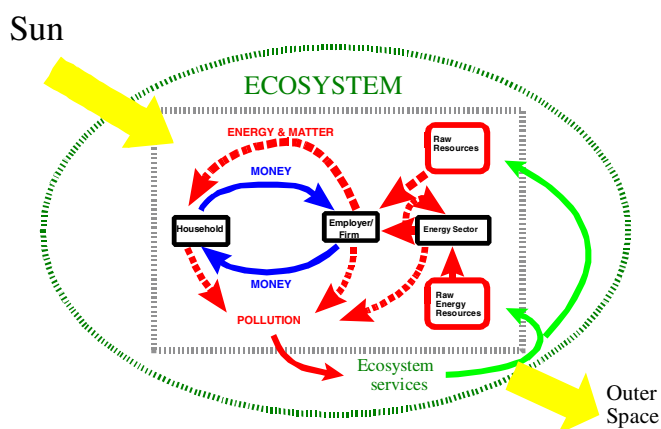 Sun
ECOSYSTEM
ENERGY & MATTER
Raw
Resources
MONEY
Household
Employer/
Firm
Energy Sector
MONEY
Raw
Energy
Resources
POLLUTION
Ecosystem
services
Outer
Space